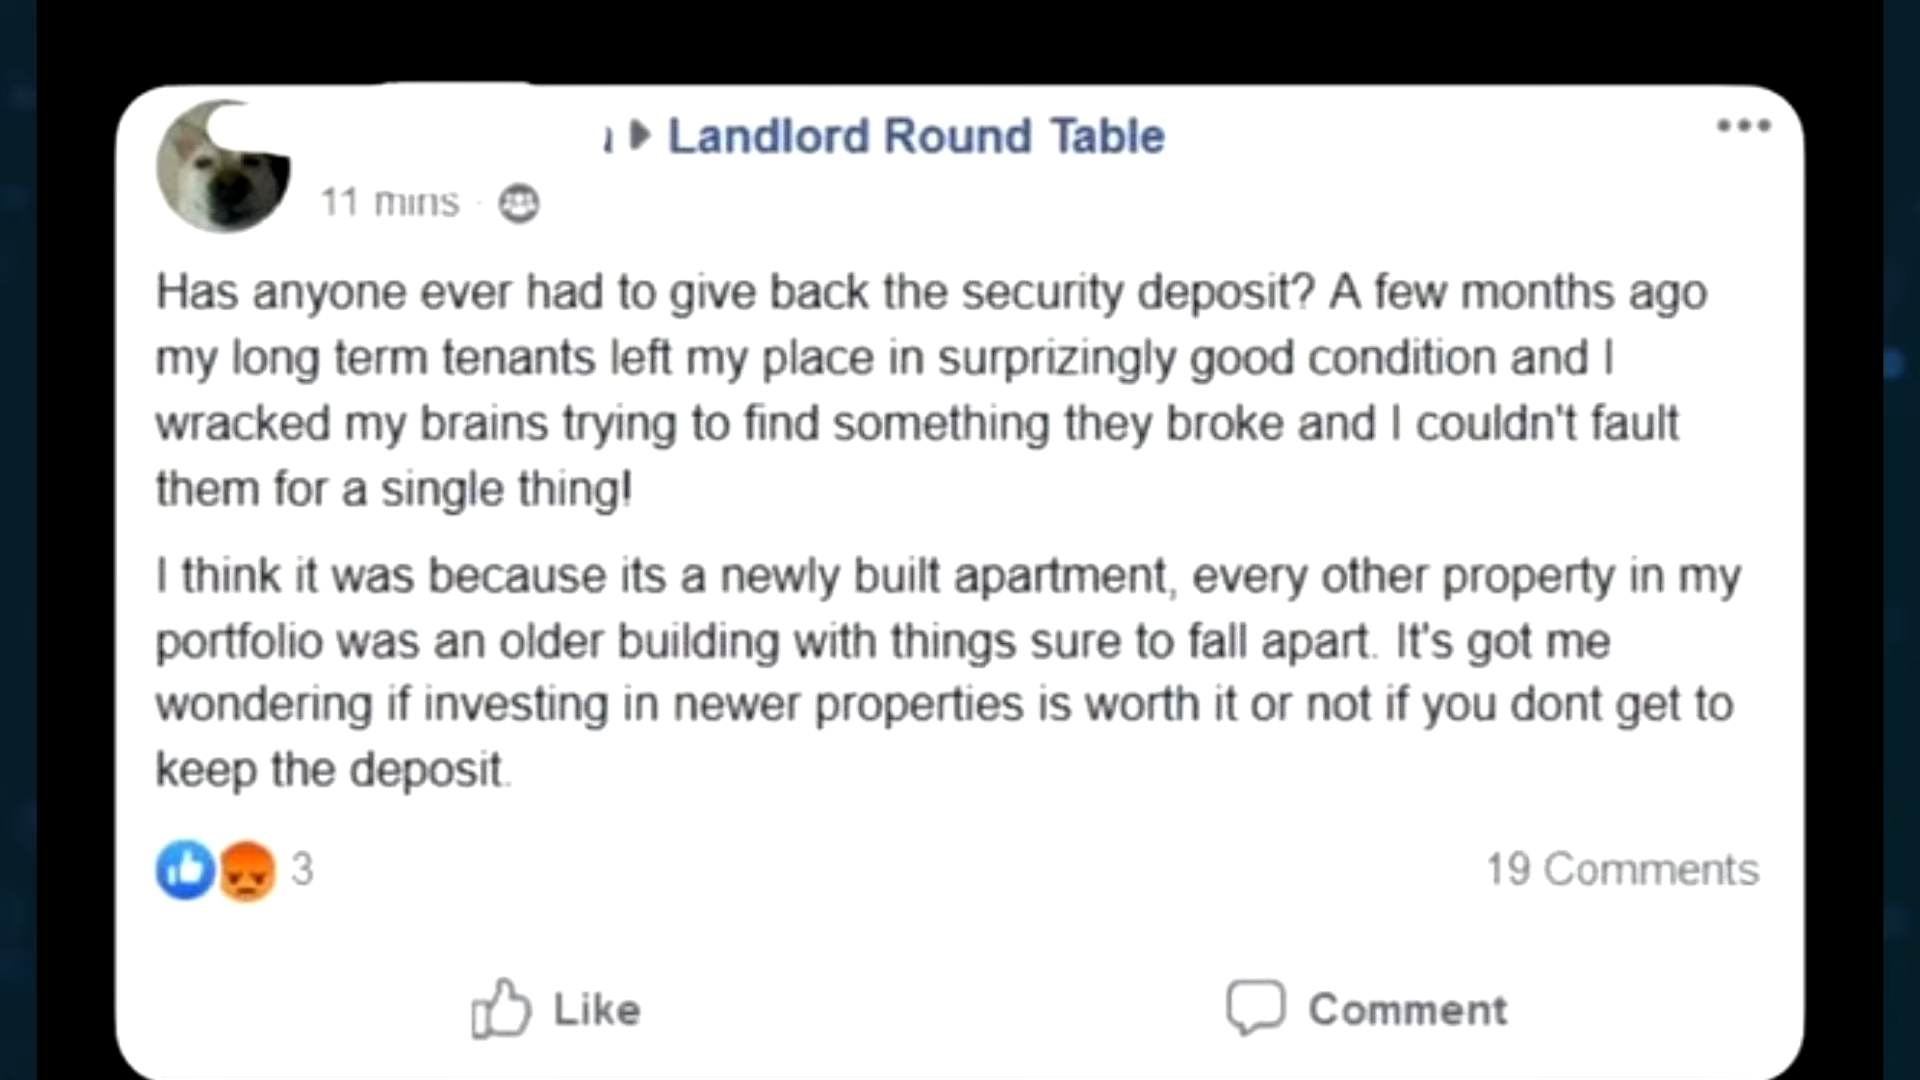 Landlord Round Table
11 mins
Has anyone ever had to give back the security deposit? A few months ago
my long term tenants left my place in surprizingly good condition and I
wracked my brains trying to find something they broke and I couldn't fault
them for a single thing!
I think it was because its a newly built apartment, every other property in my
portfolio was an older building with things sure to fall apart. It's got me
wondering if investing in newer properties is worth it or not if you dont get to
keep the deposit.
3
19 Comments
Like
Comment